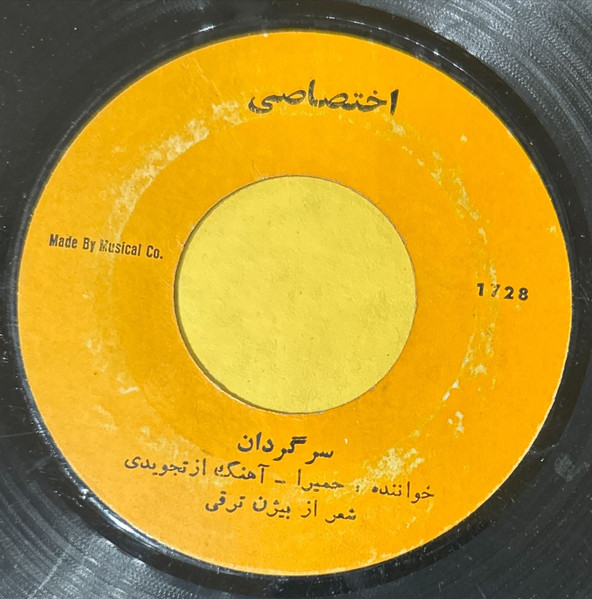 اختصاصی
Made By Musical Co.
1728
سرگردان
خواننده : حمیرا - آهنگ از تجویدی
شعر از بیژن ترقی